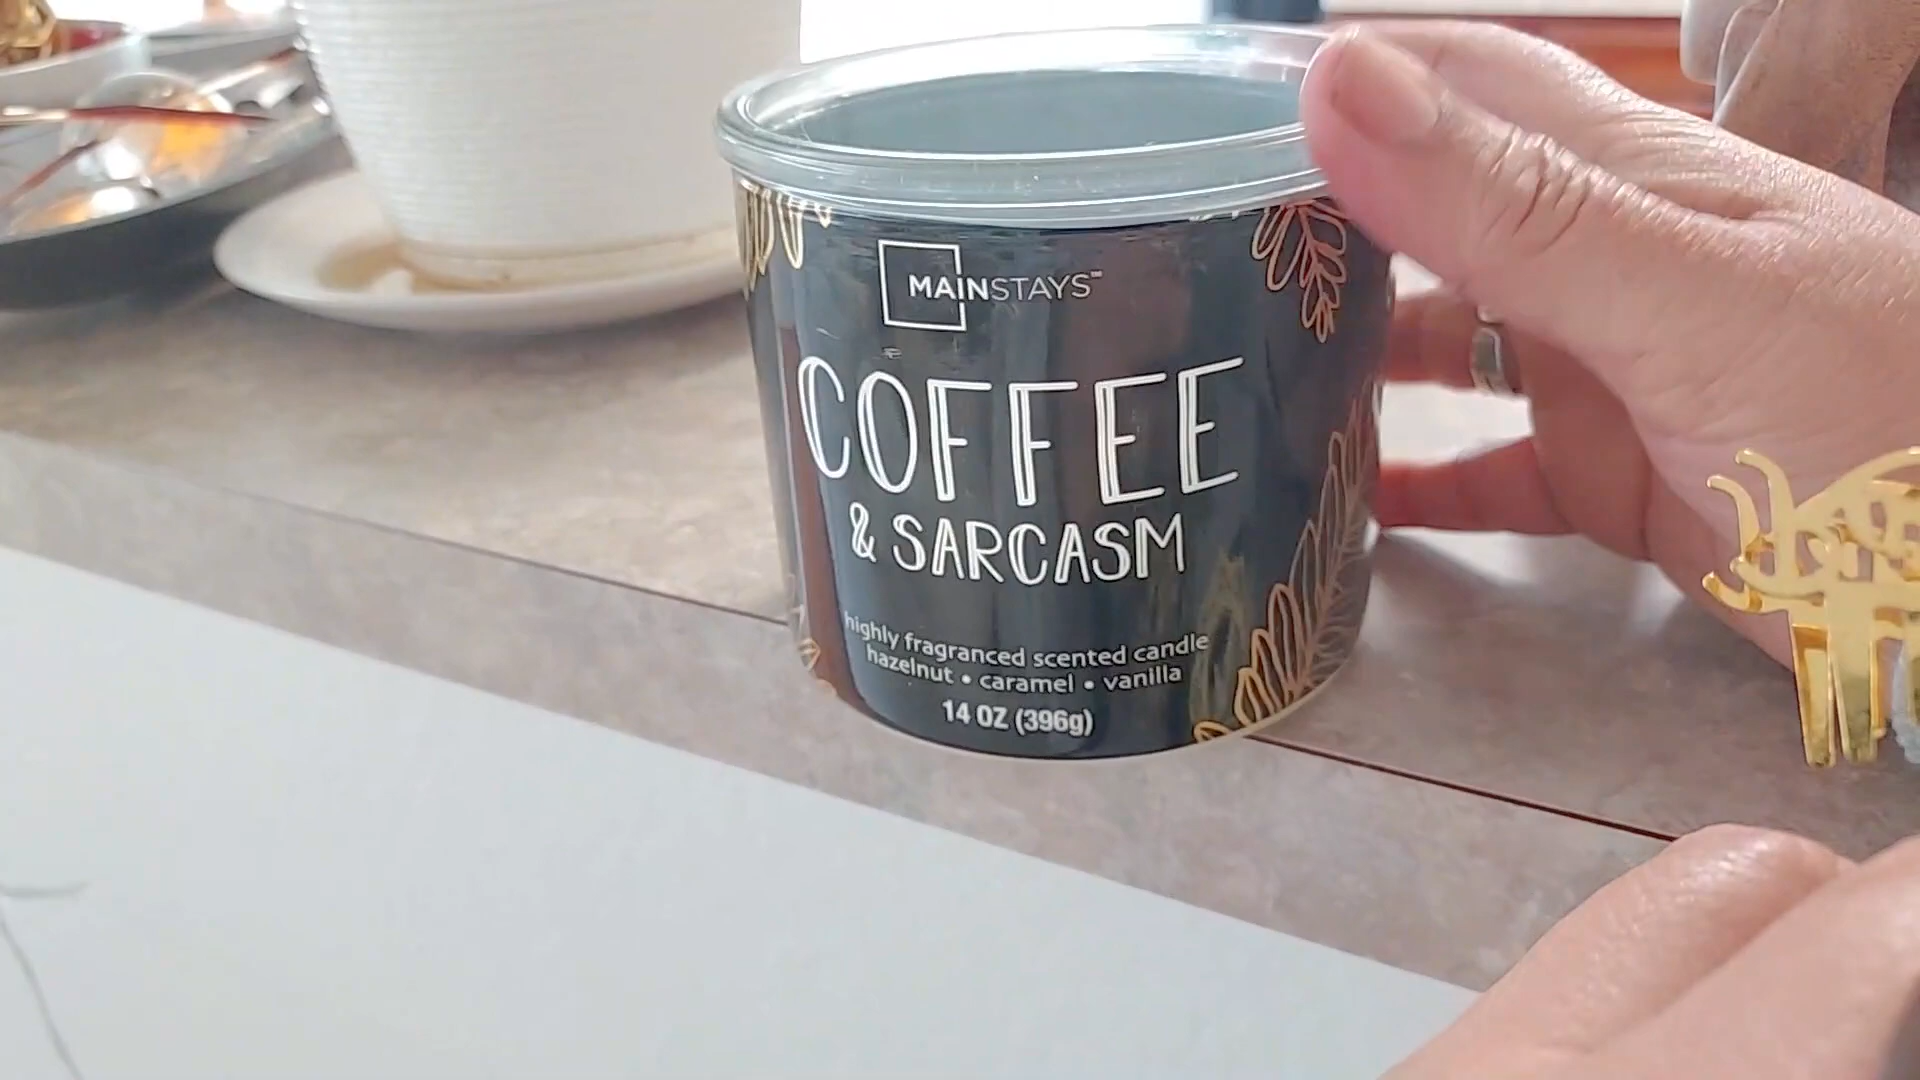 MAINSTAYS™
COFFEE
& SARCASM
highly fragranced scented candle
hazelnut • caramel • vanilla
14 OZ (396g)